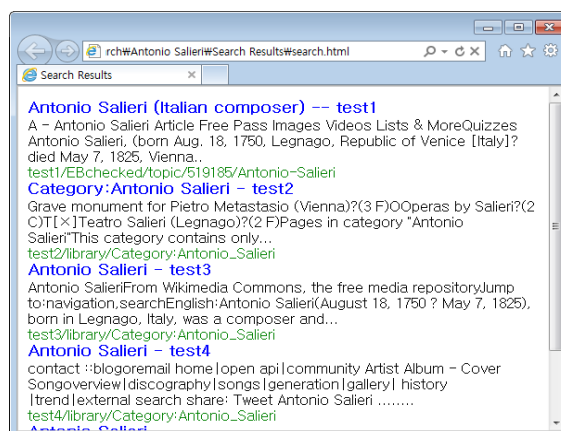 rch₩Antonio Salieri₩Search Results₩search.html
Search Results
Antonio Salieri (Italian composer) -- test1
A - Antonio Salieri Article Free Pass Images Videos Lists & MoreQuizzes
Antonio Salieri, (born Aug. 18, 1750, Legnago, Republic of Venice [Italy]?
died May 7, 1825, Vienna..
test1/EBchecked/topic/519185/Antonio-Salieri
Category:Antonio Salieri - test2
Grave monument for Pietro Metastasio (Vienna)?(3 F)OOperas by Salieri?(2
C)T[×]Teatro Salieri (Legnago)?(2 F)Pages in category "Antonio
Salieri"This category contains only...
test2/library/Category:Antonio_Salieri
Antonio Salieri - test3
Antonio SalieriFrom Wikimedia Commons, the free media repositoryJump
to:navigation,searchEnglish:Antonio Salieri(August 18, 1750 ? May 7, 1825),
born in Legnago, Italy, was a composer and...
test3/library/Category:Antonio_Salieri
Antonio Salieri - test4
contact ::blogoremail home|open api|community Artist Album - Cover
Songoverview|discography|songs|generation|gallery| history
|trend|external search share: Tweet Antonio Salieri ........
test4/library/Category:Antonio_Salieri